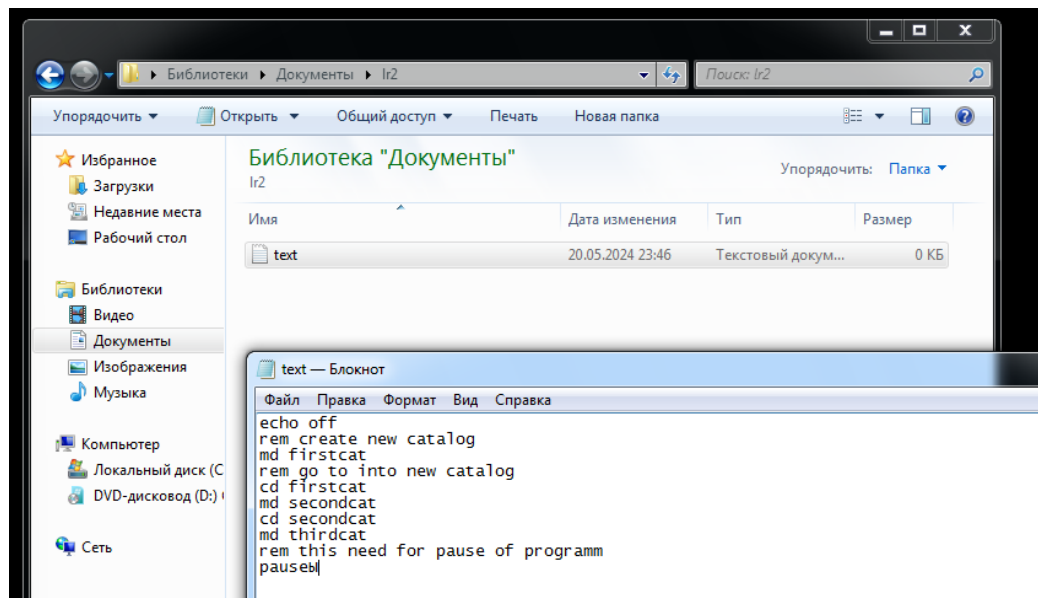 Библиотеки ▸ Документы ▸ lr2
Поиск: lr2
Упорядочить Открыть Общий доступ Печать Новая папка
Избранное
Загрузки
Недавние места
Рабочий стол
Библиотеки
Видео
Документы
Изображения
Музыка
Компьютер
Локальный диск (C
DVD-дисковод (D:)
Сеть
Библиотека "Документы"
lr2
Упорядочить: Папка
Имя Дата изменения Тип Размер
text 20.05.2024 23:46 Текстовый докум... 0 КБ
text — Блокнот
Файл Правка Формат Вид Справка
echo off
rem create new catalog
md firstcat
rem go to into new catalog
cd firstcat
md secondcat
cd secondcat
md thirdcat
rem this need for pause of programm
pauseы